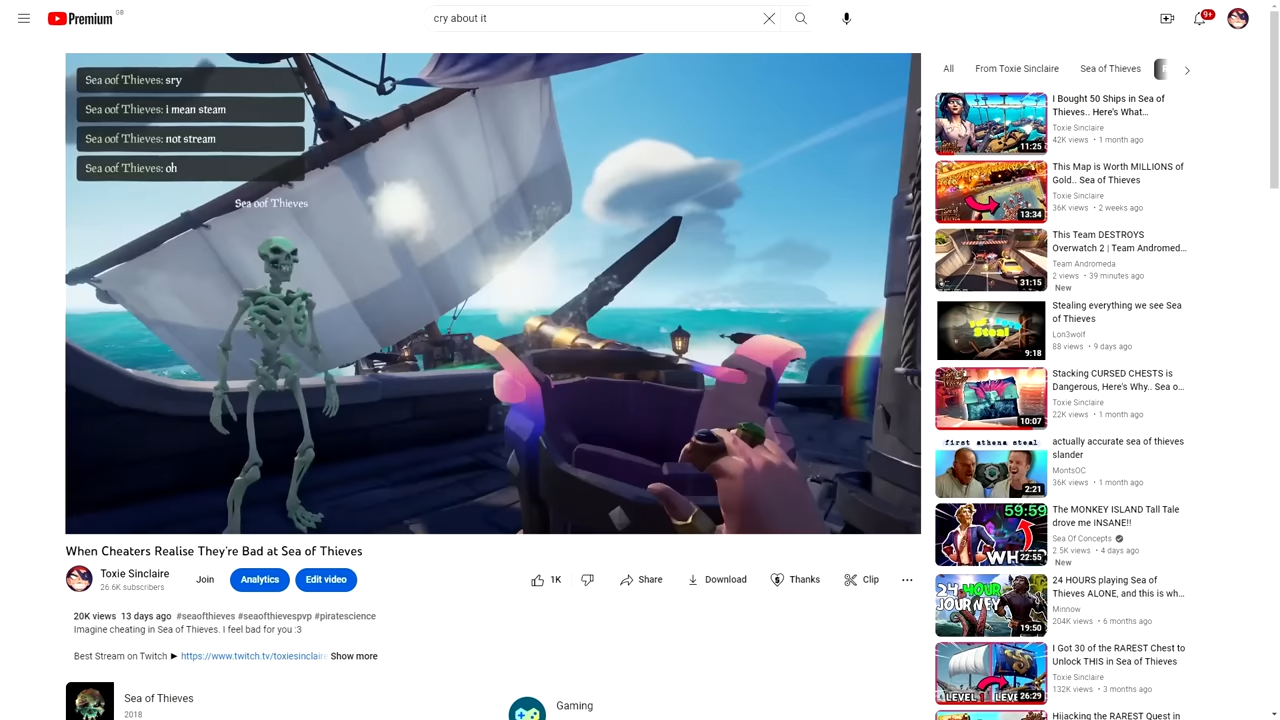 Premium GB
cry about it
9+
Sea oof Thieves: sry
Sea oof Thieves: i mean steam
Sea oof Thieves: not stream
Sea oof Thieves: oh
Sea oof Thieves
When Cheaters Realise They're Bad at Sea of Thieves
Toxie Sinclaire
26.6K subscribers
Join
Analytics
Edit video
1K
Share
Download
Thanks
Clip
20K views 13 days ago #seaofthieves #seaofthievespvp #piratescience
Imagine cheating in Sea of Thieves. I feel bad for you :3
Best Stream on Twitch ► https://www.twitch.tv/toxiesinclair Show more
Sea of Thieves
2018
Gaming
All
From Toxie Sinclaire
Sea of Thieves
I Bought 50 Ships in Sea of
Thieves.. Here's What…
Toxie Sinclaire
42K views • 1 month ago
11:25
This Map is Worth MILLIONS of
Gold.. Sea of Thieves
Toxie Sinclaire
36K views • 2 weeks ago
13:34
This Team DESTROYS
Overwatch 2 | Team Andromed…
Team Andromeda
2 views • 39 minutes ago
New
31:15
Stealing everything we see Sea
of Thieves
Lon3wolf
88 views • 9 days ago
Steal
9:18
Stacking CURSED CHESTS is
Dangerous, Here's Why.. Sea o…
Toxie Sinclaire
22K views • 1 month ago
10:07
first athena steal
actually accurate sea of thieves
slander
MontsOC
36K views • 1 month ago
2:21
59:59
The MONKEY ISLAND Tall Tale
drove me INSANE!!
Sea Of Concepts
2.5K views • 4 days ago
New
22:55
24 HOUR
JOURNEY
24 HOURS playing Sea of
Thieves ALONE, and this is wh…
Minnow
204K views • 6 months ago
19:50
I Got 30 of the RAREST Chest to
Unlock THIS in Sea of Thieves
Toxie Sinclaire
132K views • 3 months ago
LEVEL
26:29
Hijacking the RAREST Quest in